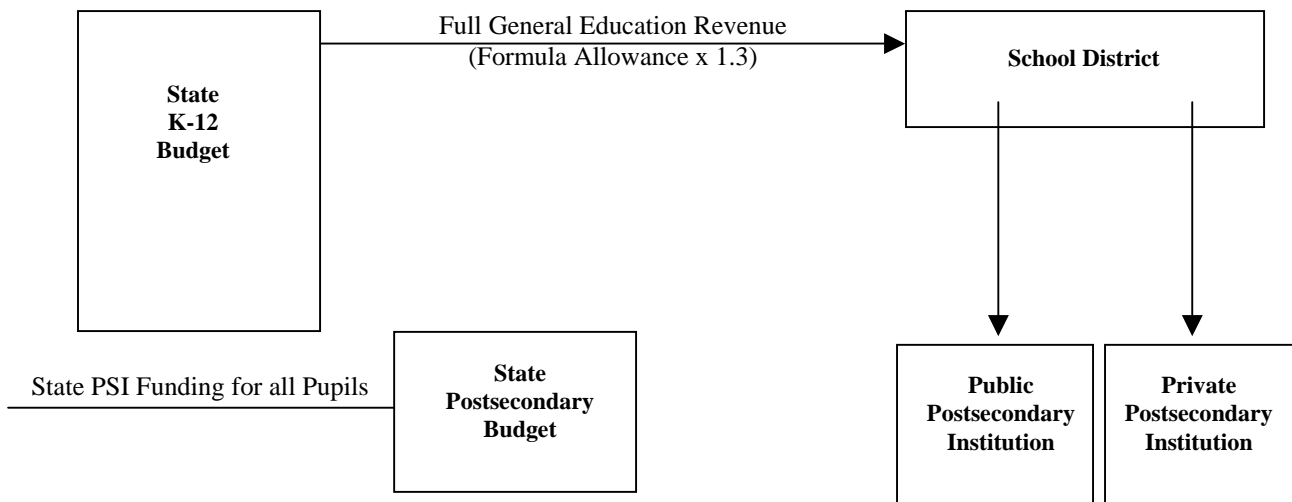 Full General Education Revenue
(Formula Allowance x 1.3)
School District
State
K-12
Budget
State PSI Funding for all Pupils
State
Postsecondary
Budget
Public
Postsecondary
Institution
Private
Postsecondary
Institution